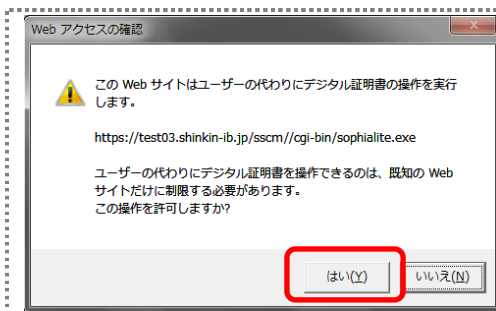 Web アクセスの確認
この Web サイトはユーザーの代わりにデジタル証明書の操作を実行
します。
https://test03.shinkin-ib.jp/sscm//cgi-bin/sophialite.exe
ユーザーの代わりにデジタル証明書を操作できるのは、既知の Web
サイトだけに制限する必要があります。
この操作を許可しますか?
はい(Y) いいえ(N)